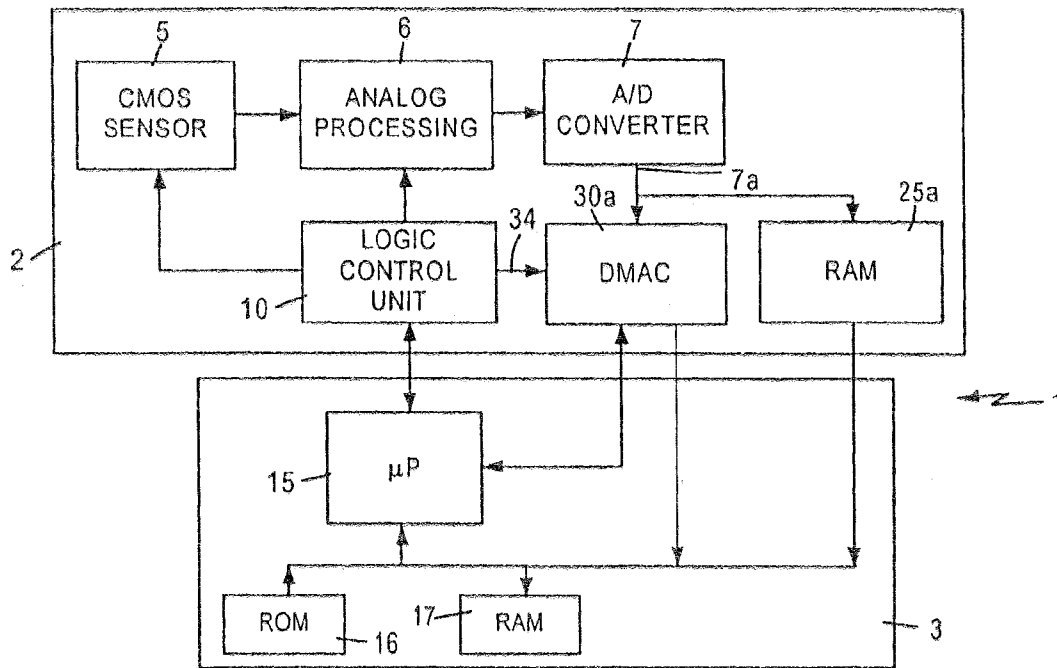 5
6
7
CMOS
SENSOR
ANALOG
PROCESSING
A/D
CONVERTER
7a
30a
25a
34
2
LOGIC
CONTROL
UNIT
10
DMAC
RAM
15
μP
ROM
16
17
RAM
3